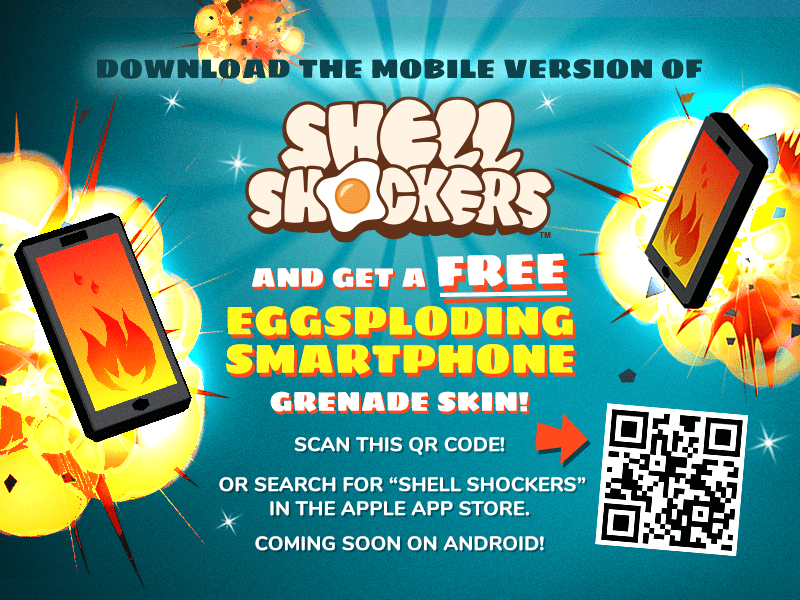 DOWNLOAD THE MOBILE VERSION OF
SHELL
SHOCKERS
TM
AND GET A FREE
EGGSPLODING
SMARTPHONE
GRENADE SKIN!
SCAN THIS QR CODE!
OR SEARCH FOR “SHELL SHOCKERS”
IN THE APPLE APP STORE.
COMING SOON ON ANDROID!